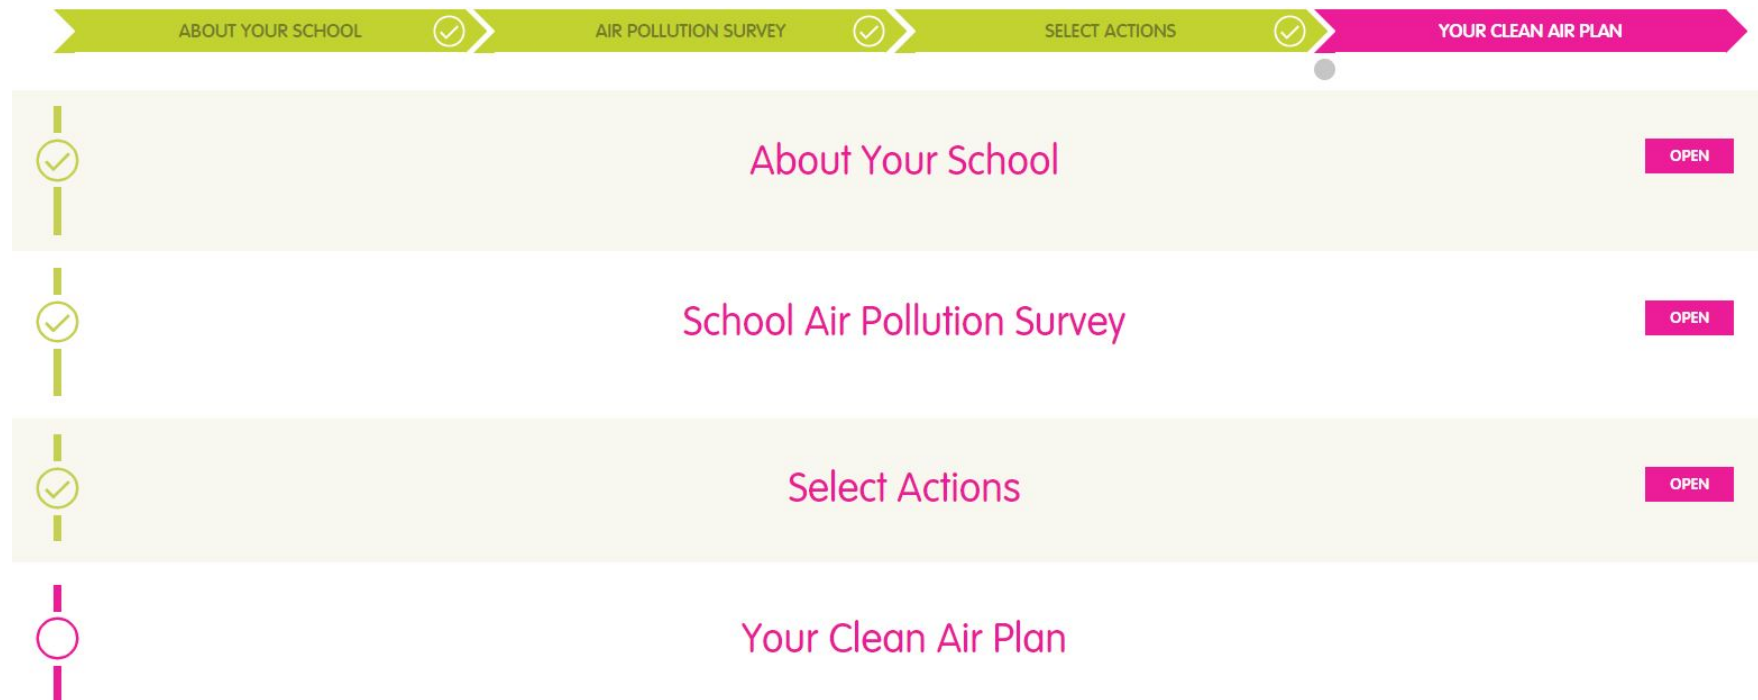 ABOUT YOUR SCHOOL
AIR POLLUTION SURVEY
SELECT ACTIONS
YOUR CLEAN AIR PLAN
About Your School
OPEN
School Air Pollution Survey
OPEN
Select Actions
OPEN
Your Clean Air Plan